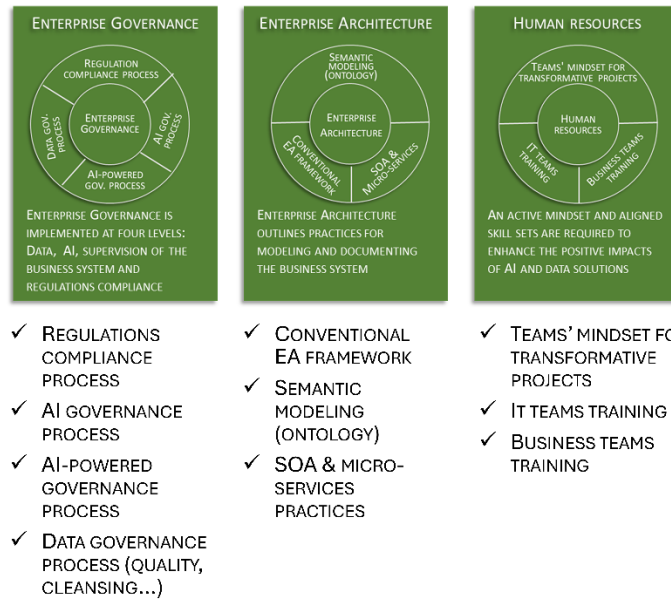 ENTERPRISE GOVERNANCE
REGULATION
COMPLIANCE PROCESS
DATA GOV.
PROCESS
ENTERPRISE
GOVERNANCE
AI GOV.
PROCESS
AI-POWERED
GOV. PROCESS
ENTERPRISE GOVERNANCE IS
IMPLEMENTED AT FOUR LEVELS:
DATA, AI, SUPERVISION OF THE
BUSINESS SYSTEM AND
REGULATIONS COMPLIANCE
✓ REGULATIONS
COMPLIANCE
PROCESS
✓ AI GOVERNANCE
PROCESS
✓ AI-POWERED
GOVERNANCE
PROCESS
✓ DATA GOVERNANCE
PROCESS (QUALITY,
CLEANSING...)
ENTERPRISE ARCHITECTURE
SEMANTIC
MODELING
(ONTOLOGY)
ENTERPRISE
ARCHITECTURE
CONVENTIONAL
EA FRAMEWORK
SOA &
MICRO-SERVICES
ENTERPRISE ARCHITECTURE
OUTLINES PRACTICES FOR
MODELING AND DOCUMENTING
THE BUSINESS SYSTEM
✓ CONVENTIONAL
EA FRAMEWORK
✓ SEMANTIC
MODELING
(ONTOLOGY)
✓ SOA & MICRO-
SERVICES
PRACTICES
HUMAN RESOURCES
TEAMS' MINDSET FOR
TRANSFORMATIVE PROJECTS
HUMAN
RESOURCES
IT TEAMS
TRAINING
BUSINESS TEAMS
TRAINING
AN ACTIVE MINDSET AND ALIGNED
SKILL SETS ARE REQUIRED TO
ENHANCE THE POSITIVE IMPACTS
OF AI AND DATA SOLUTIONS
✓ TEAMS' MINDSET FO
TRANSFORMATIVE
PROJECTS
✓ IT TEAMS TRAINING
✓ BUSINESS TEAMS
TRAINING